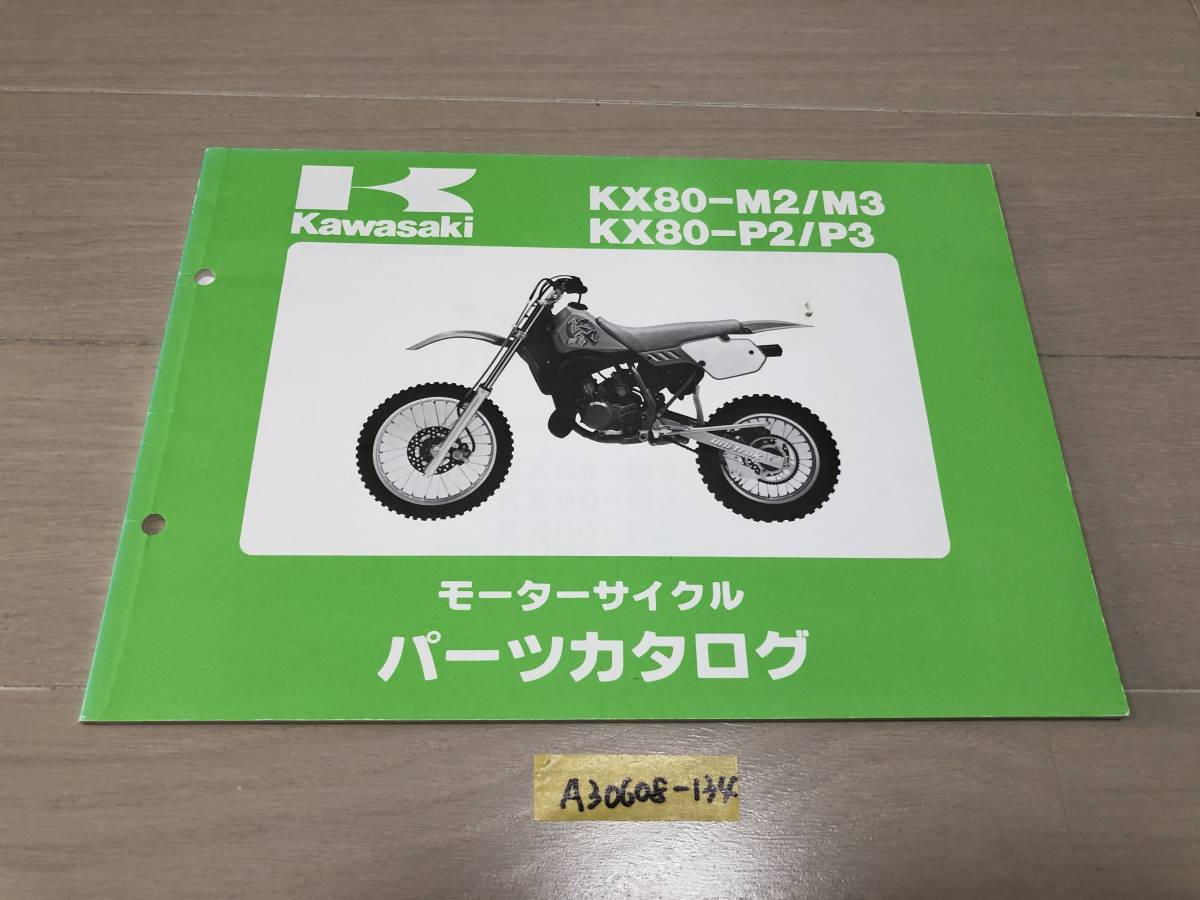 Kawasaki
KX80-M2/M3
KX80-P2/P3
モーターサイクル
パーツカタログ
A30608-134